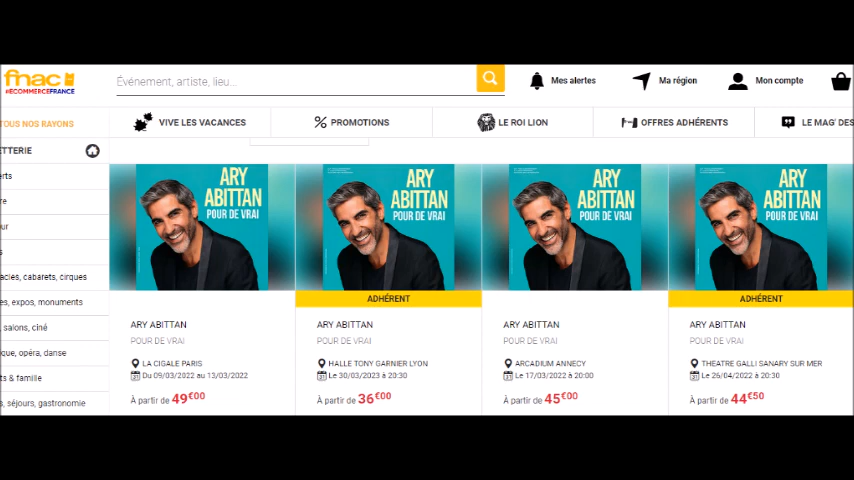 fnac
#ECOMMERCEFRANCE
Événement, artiste, lieu...
Mes alertes
Ma région
Mon compte
TOUS NOS RAYONS
VIVE LES VACANCES
PROMOTIONS
LE ROI LION
OFFRES ADHÉRENTS
LE MAG' DES
ETTERIE
erts
re
ur
s
acies, cabarets, cirques
es, expos, monuments
, salons, ciné
que, opéra, danse
ts & famille
s, séjours, gastronomie
ARY
ABITTAN
POUR DE VRAI
ARY ABITTAN
POUR DE VRAI
LA CIGALE PARIS
Du 09/03/2022 au 13/03/2022
À partir de 49€00
ARY
ABITTAN
POUR DE VRAI
ADHÉRENT
ARY ABITTAN
POUR DE VRAI
HALLE TONY GARNIER LYON
Le 30/03/2023 à 20:30
À partir de 36€00
ARY
ABITTAN
POUR DE VRAI
ARY ABITTAN
POUR DE VRAI
ARCADIUM ANNECY
Le 17/03/2022 à 20:00
À partir de 45€00
ARY
ABITTAN
POUR DE VRAI
ADHÉRENT
ARY ABITTAN
POUR DE VRAI
THEATRE GALLI SANARY SUR MER
Le 26/04/2022 à 20:30
À partir de 44€50